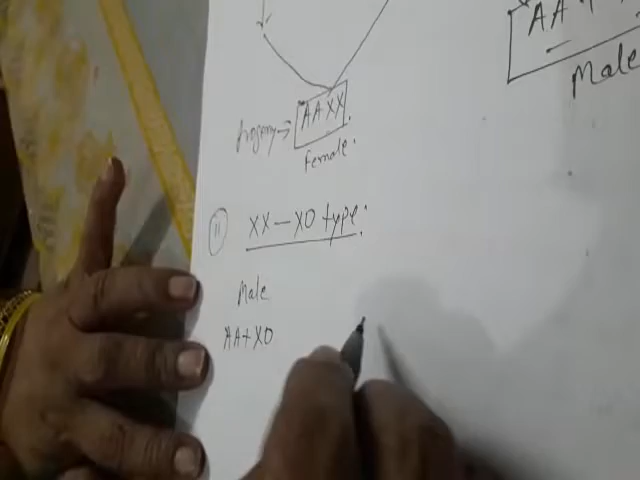 AA
Male
progeny → AAXX.
Female.
(ii) XX — XO type:
Male
AA+XO